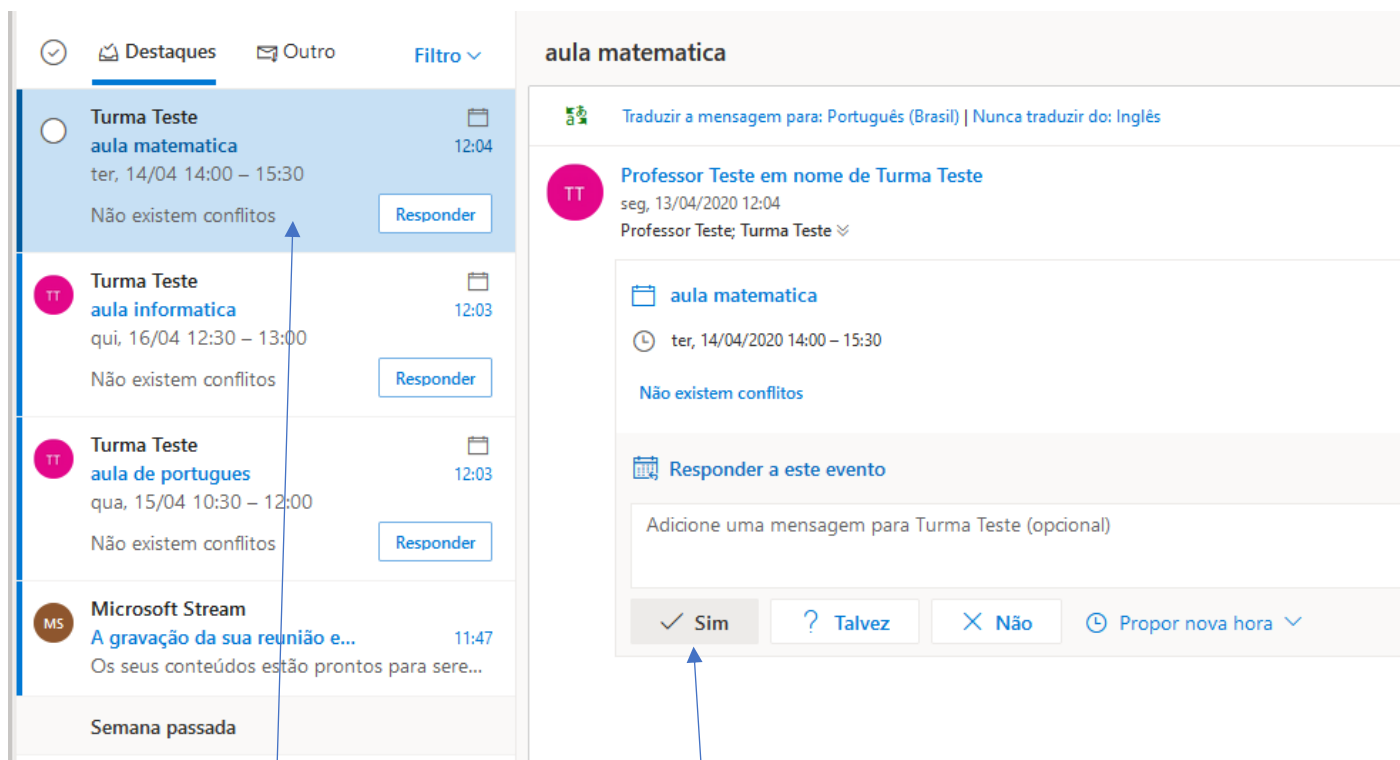 Destaques
Outro
Filtro
Turma Teste
aula matematica
12:04
ter, 14/04 14:00 – 15:30
Não existem conflitos
Responder
TT
Turma Teste
aula informatica
12:03
qui, 16/04 12:30 – 13:00
Não existem conflitos
Responder
TT
Turma Teste
aula de portugues
12:03
qua, 15/04 10:30 – 12:00
Não existem conflitos
Responder
MS
Microsoft Stream
A gravação da sua reunião e...
11:47
Os seus conteúdos estão prontos para sere...
Semana passada
aula matematica
Traduzir a mensagem para: Português (Brasil) | Nunca traduzir do: Inglês
TT
Professor Teste em nome de Turma Teste
seg, 13/04/2020 12:04
Professor Teste; Turma Teste
aula matematica
ter, 14/04/2020 14:00 – 15:30
Não existem conflitos
Responder a este evento
Adicione uma mensagem para Turma Teste (opcional)
Sim
? Talvez
Não
Propor nova hora